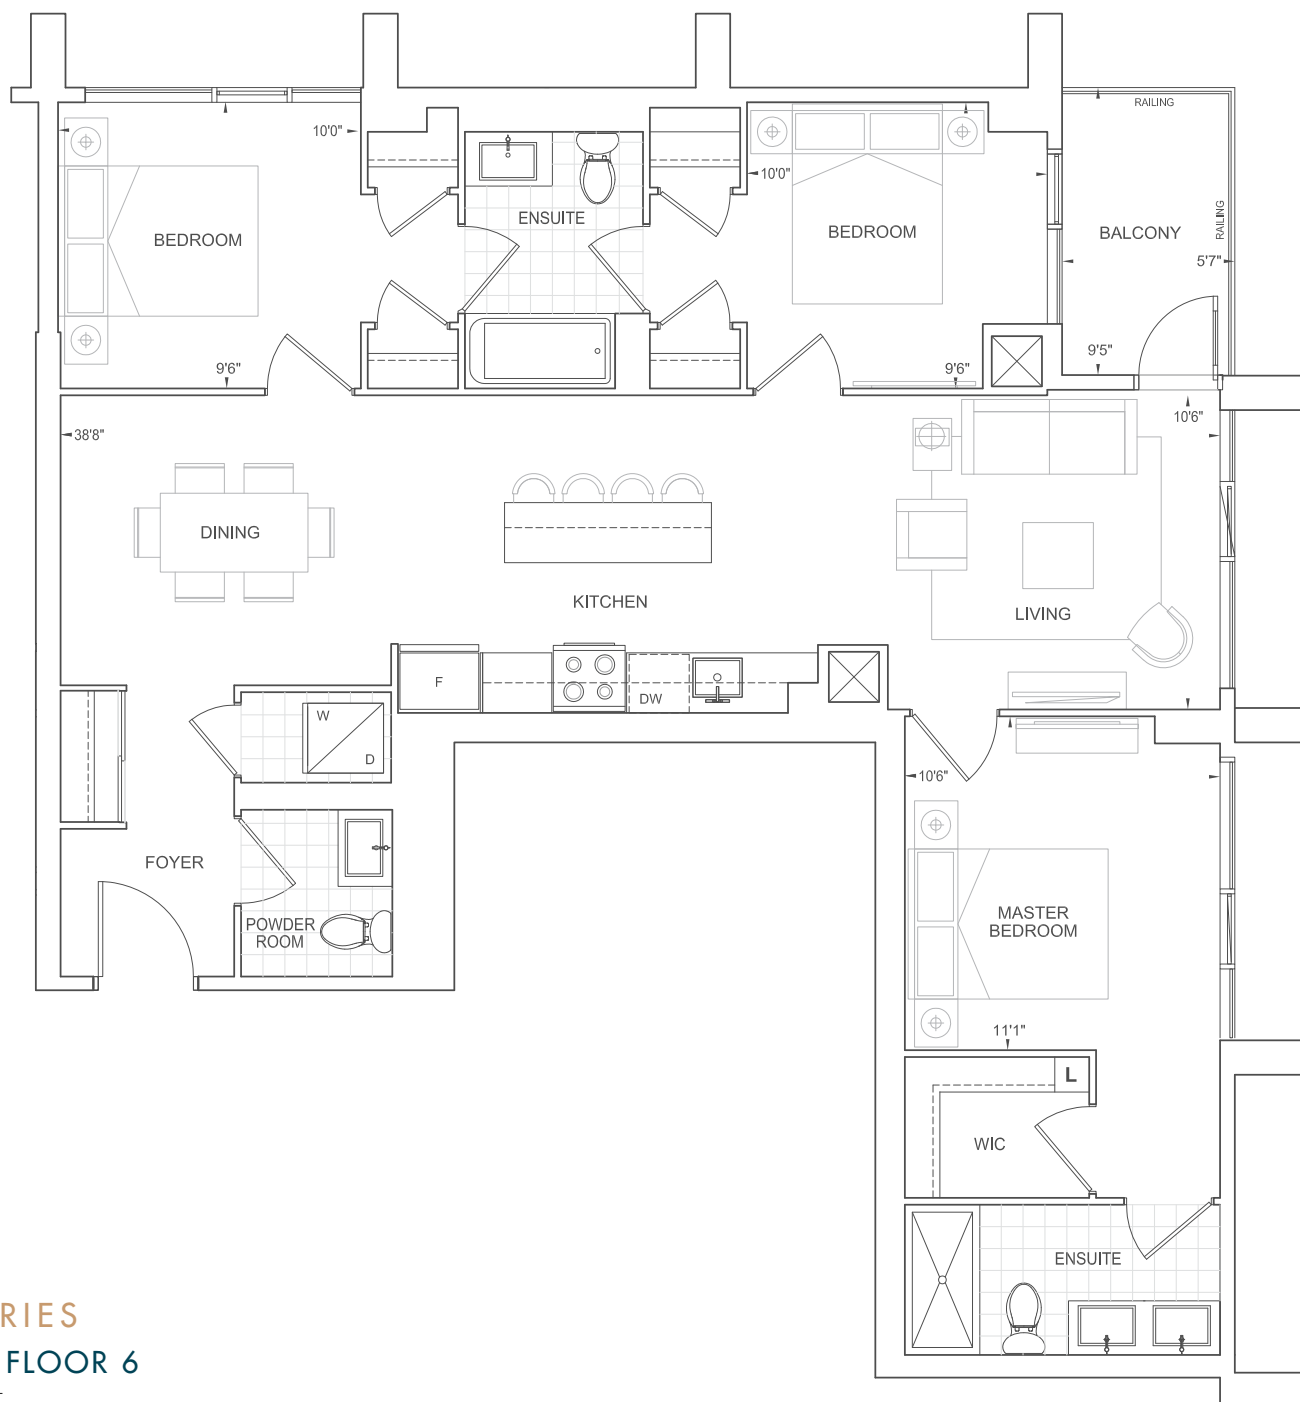 RAILING
10'0"
10'0"
RAILING
ENSUITE
BEDROOM
BEDROOM
BALCONY
5'7"
9'5"
9'6"
9'6"
10'6"
38'8"
DINING
KITCHEN
LIVING
F
DW
W
D
10'6"
FOYER
MASTER
BEDROOM
POWDER
ROOM
11'1"
L
WIC
ENSUITE
RIES
FLOOR 6